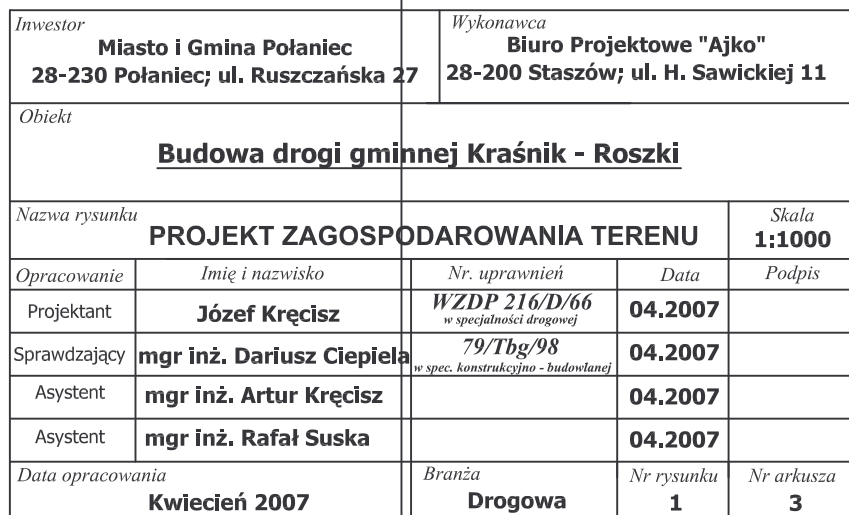 Inwestor
Miasto i Gmina Połaniec
28-230 Połaniec; ul. Ruszczańska 27
Wykonawca
Biuro Projektowe "Ajko"
28-200 Staszów; ul. H. Sawickiej 11
Obiekt
Budowa drogi gminnej Kraśnik - Roszki
Nazwa rysunku
PROJEKT ZAGOSPODAROWANIA TERENU
Skala
1:1000
Opracowanie Imię i nazwisko Nr. uprawnień Data Podpis
Projektant Józef Kręcisz WZDP 216/D/66 04.2007
w specjalności drogowej
Sprawdzający mgr inż. Dariusz Ciepiela 79/Tbg/98 04.2007
w spec. konstrukcyjno - budowlanej
Asystent mgr inż. Artur Kręcisz 04.2007
Asystent mgr inż. Rafał Suska 04.2007
Data opracowania Branża Nr rysunku Nr arkusza
Kwiecień 2007 Drogowa 1 3